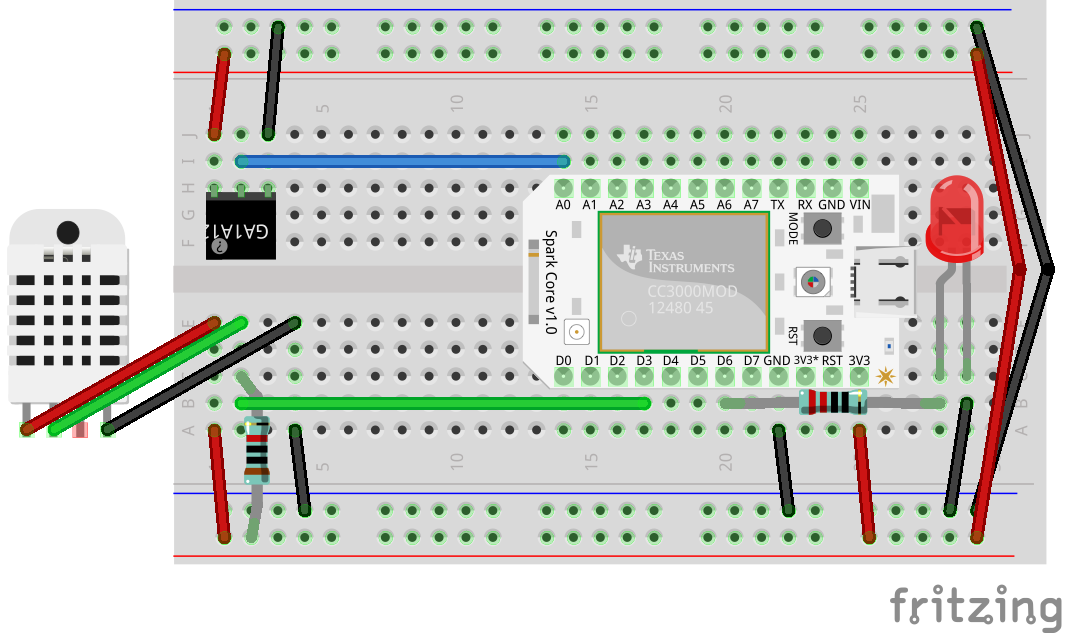 5 10 15 20 25
J J
I
H
G
F
GA1A12
A0 A1 A2 A3 A4 A5 A6 A7 TX RX GND VIN
MODE
Spark Core v1.0
TEXAS
INSTRUMENTS
CC3000MOD
12480 45
RST
E
D0 D1 D2 D3 D4 D5 D6 D7 GND 3V3* RST 3V3
B B
A A
5 10 15 20
fritzing